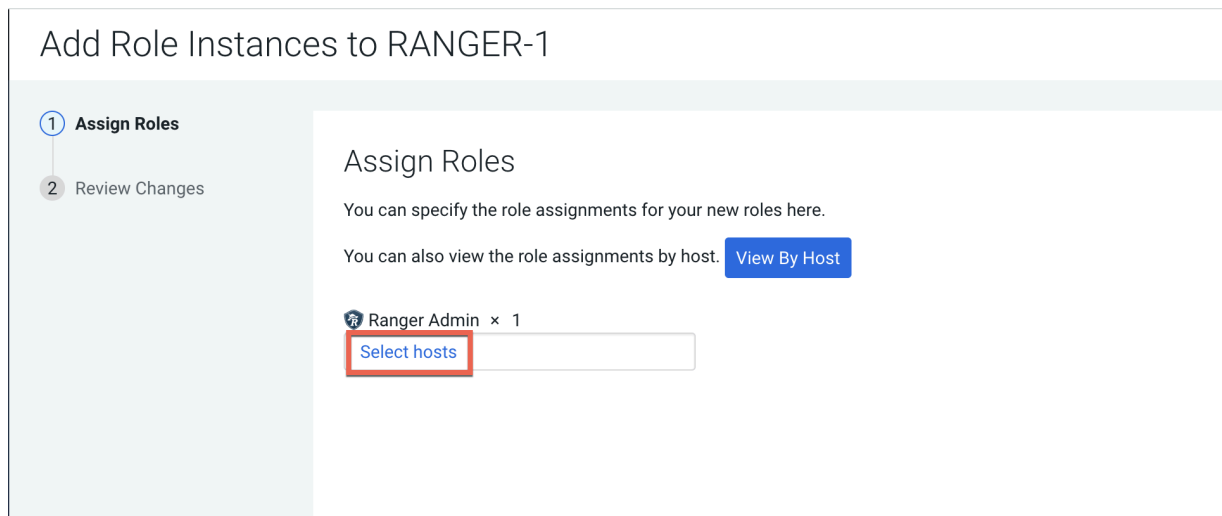 Add Role Instances to RANGER-1
1 Assign Roles
2 Review Changes
Assign Roles
You can specify the role assignments for your new roles here.
You can also view the role assignments by host. View By Host
Ranger Admin × 1
Select hosts